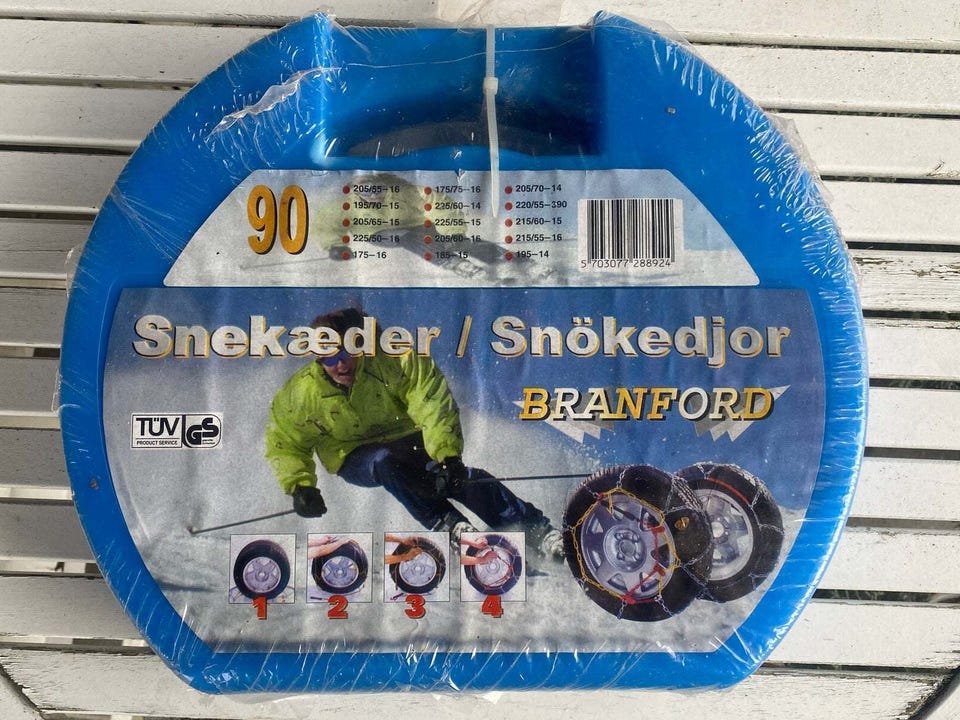 90
205/55-16
195/70-15
205/65-15
225/50-16
175-16
175/75-16
235/60-14
225/55-15
205/60-16
185-15
205/70-14
220/55-390
215/60-15
215/55-16
195-14
5 703077 288924
Snekæder / Snökedjor
BRANFORD
TÜV
PRODUCT SERVICE
GS
1 2 3 4